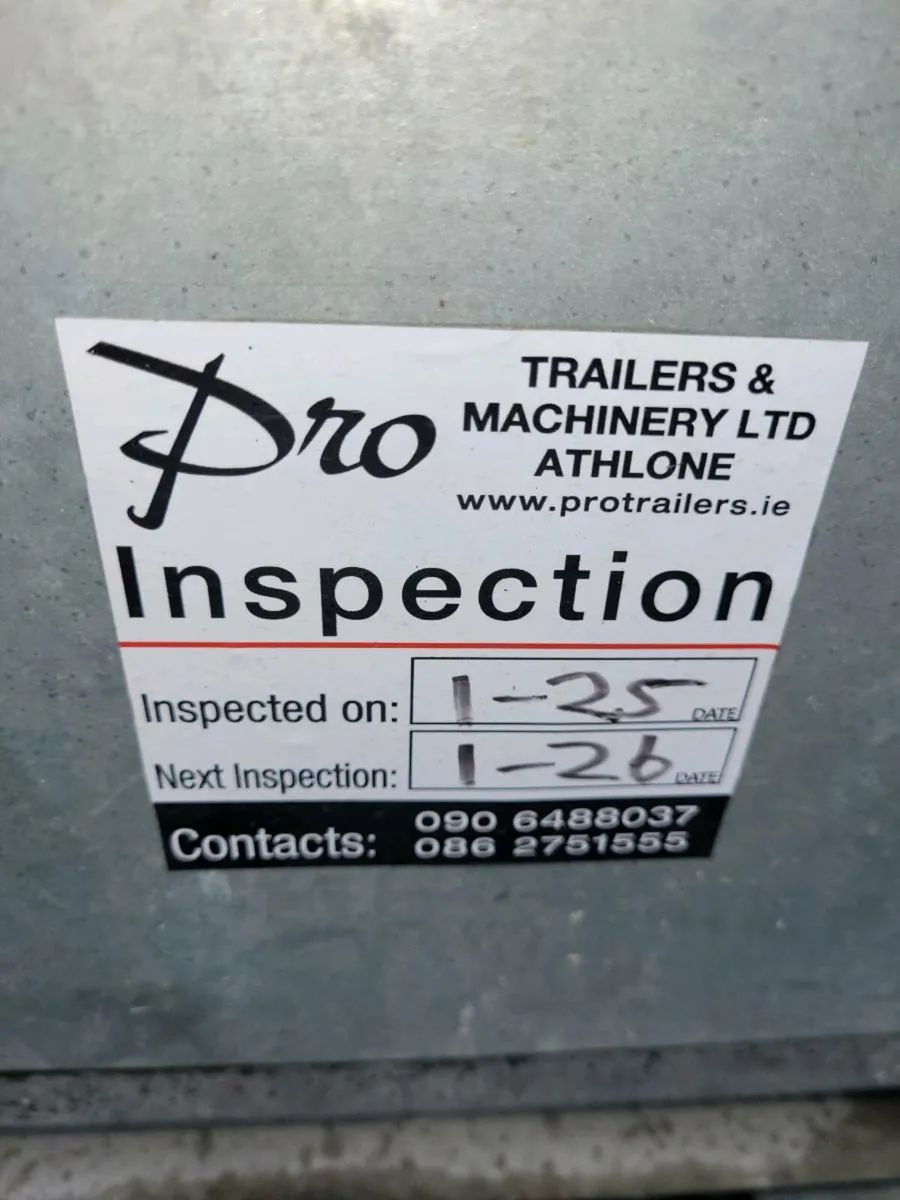 Pro
TRAILERS &
MACHINERY LTD
ATHLONE
www.protrailers.ie
Inspection
Inspected on: 1-25 DATE
Next Inspection: 1-26 DATE
Contacts: 090 6488037
086 2751555